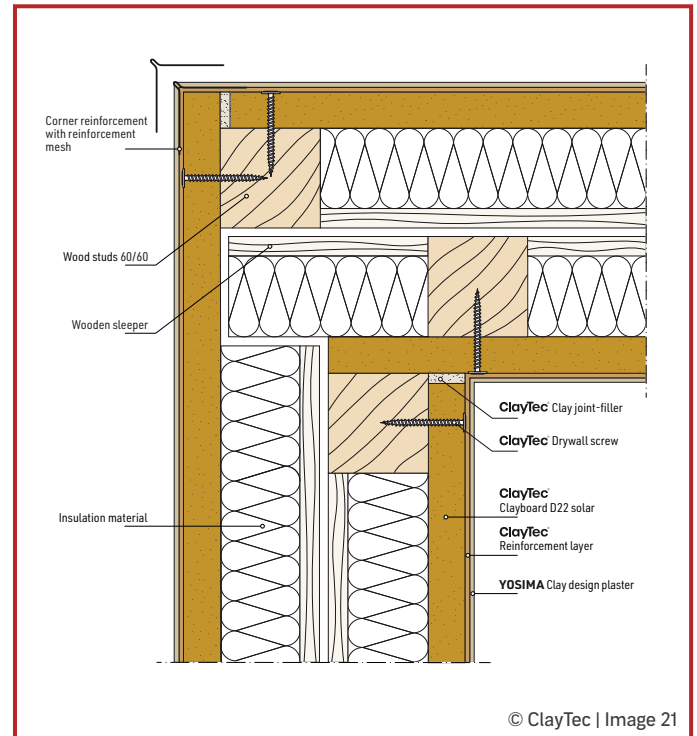 Corner reinforcement
with reinforcement
mesh
Wood studs 60/60
Wooden sleeper
Insulation material
ClayTec® Clay joint-filler
ClayTec® Drywall screw
ClayTec®
Clayboard D22 solar
ClayTec®
Reinforcement layer
YOSIMA Clay design plaster
© ClayTec | Image 21